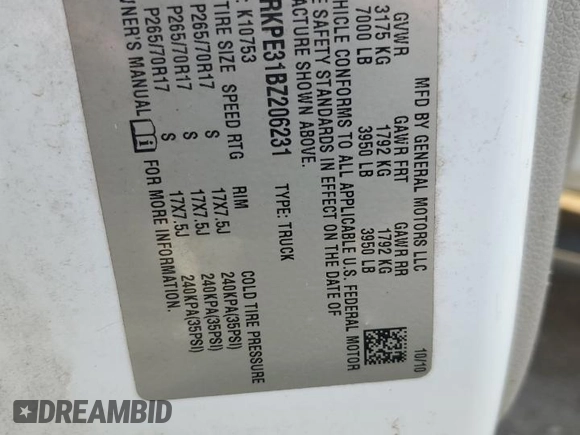 MFD BY GENERAL MOTORS LLC 10/10
GVWR GAWR FRT GAWR RR
3175 KG 1792 KG 1792 KG
7000 LB 3950 LB 3950 LB
VEHICLE CONFORMS TO ALL APPLICABLE U.S. FEDERAL MOTOR
E SAFETY STANDARDS IN EFFECT ON THE DATE OF
FACTURE SHOWN ABOVE.
RKPE31BZ206231 TYPE: TRUCK
: K10753
TIRE SIZE SPEED RTG RIM COLD TIRE PRESSURE
P265/70R17 S 17X7.5J 240KPA(35PSI)
P265/70R17 S 17X7.5J 240KPA(35PSI)
P265/70R17 S 17X7.5J 240KPA(35PSI)
WNER'S MANUAL i FOR MORE INFORMATION.
DREAMBID